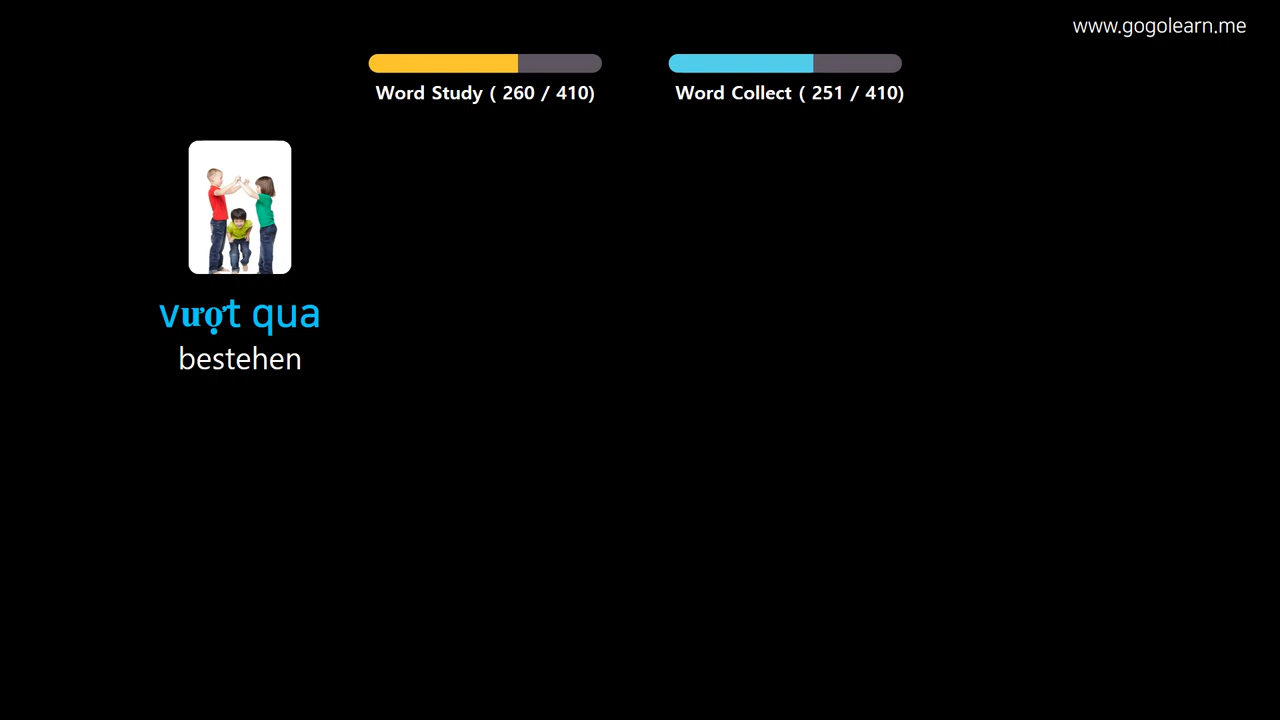 www.gogolearn.me
Word Study ( 260 / 410)
Word Collect ( 251 / 410)
vượt qua
bestehen